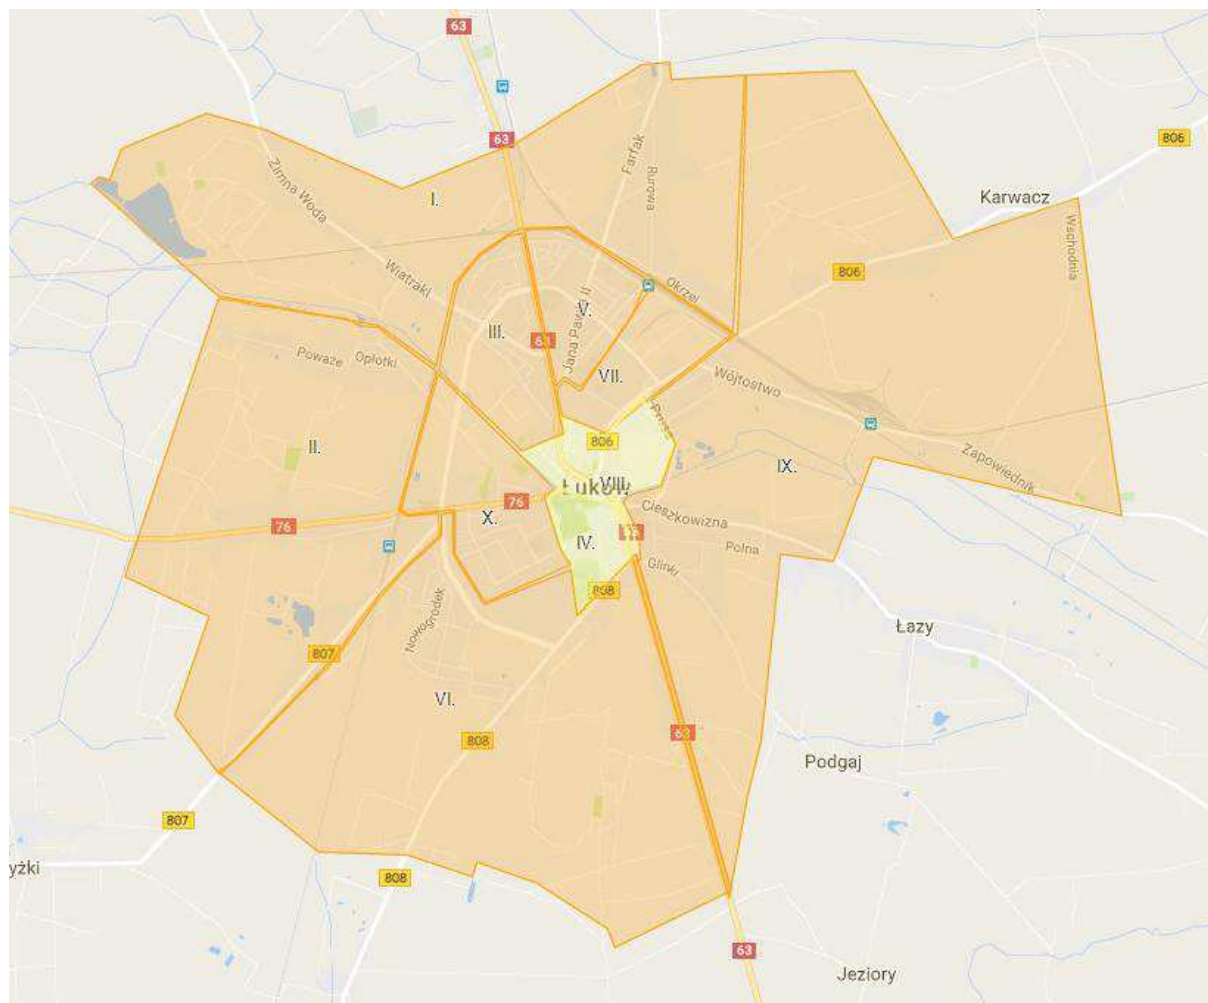 63
63
806
Karwacz
Farfak
Rurowa
Zimna Woda
I.
Wschodnia
Wiatraki
806
Okrzei
V.
III.
63
Jana Pawła II
Poważe
Opłotki
VII.
Wójtostwo
Prusa
806
II.
IX.
Zapowiednik
VIII.
Łuków
76
X.
Cieszkowizna
76
IV.
Polna
Glinki
808
Nowogródek
Łazy
807
VI.
63
808
Podgaj
807
yżki
808
63
Jeziory